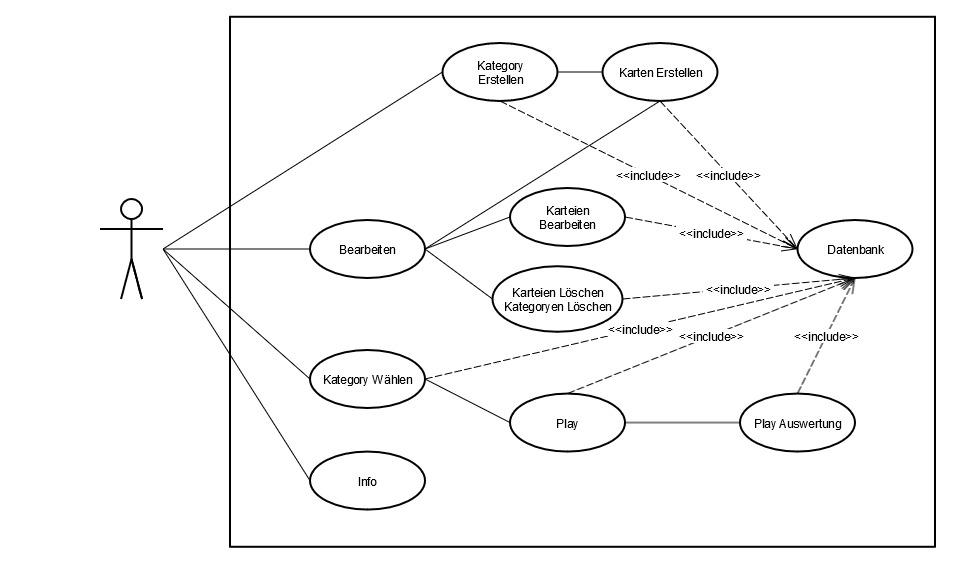 Kategory
Erstellen
Karten Erstellen
<<include>>
<<include>>
Karteien
Bearbeiten
<<include>>
Bearbeiten
Datenbank
Karteien Löschen
Kategoryen Löschen
<<include>>
<<include>>
<<include>>
<<include>>
Kategory Wählen
Play
Play Auswertung
Info